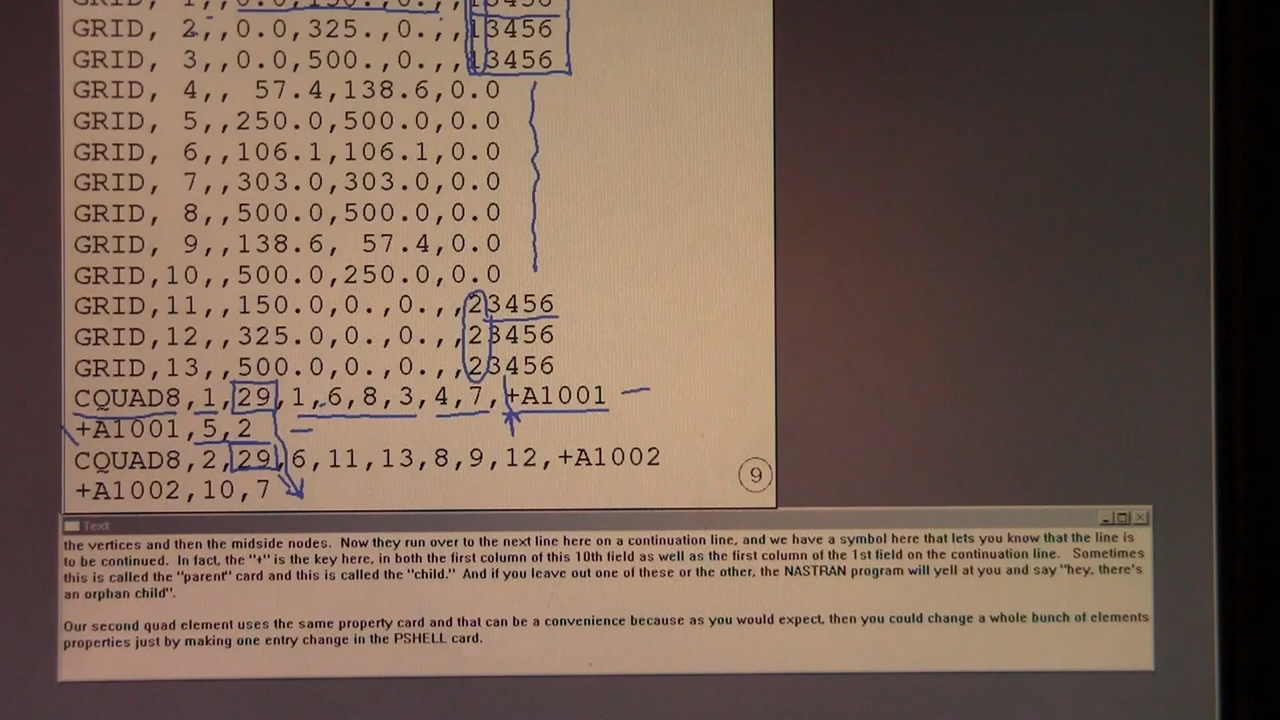 GRID, 1,,0.0,150.,0.,,13456
GRID, 2,,0.0,325.,0.,,13456
GRID, 3,,0.0,500.,0.,,13456
GRID, 4,, 57.4,138.6,0.0
GRID, 5,,250.0,500.0,0.0
GRID, 6,,106.1,106.1,0.0
GRID, 7,,303.0,303.0,0.0
GRID, 8,,500.0,500.0,0.0
GRID, 9,,138.6, 57.4,0.0
GRID,10,,500.0,250.0,0.0
GRID,11,,150.0,0.,0.,,23456
GRID,12,,325.0,0.,0.,,23456
GRID,13,,500.0,0.,0.,,23456
CQUAD8,1,29,1,6,8,3,4,7,+A1001
+A1001,5,2
CQUAD8,2,29,6,11,13,8,9,12,+A1002
+A1002,10,7
9
Text
the vertices and then the midside nodes. Now they run over to the next line here on a continuation line, and we have a symbol here that lets you know that the line is
to be continued. In fact, the "+" is the key here, in both the first column of this 10th field as well as the first column of the 1st field on the continuation line. Sometimes
this is called the "parent" card and this is called the "child." And if you leave out one of these or the other, the NASTRAN program will yell at you and say "hey, there's
an orphan child".
Our second quad element uses the same property card and that can be a convenience because as you would expect, then you could change a whole bunch of elements
properties just by making one entry change in the PSHELL card.